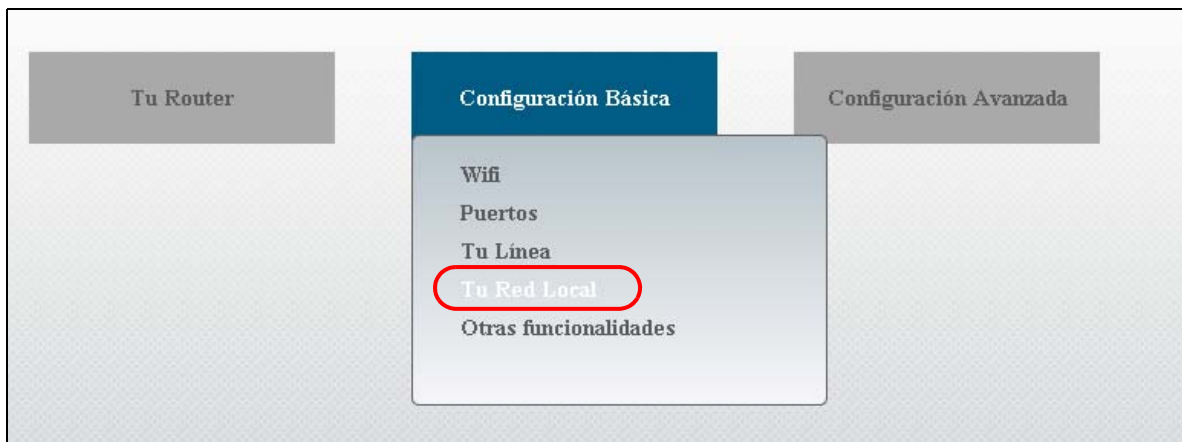 Tu Router
Configuración Básica
Configuración Avanzada
Wifi
Puertos
Tu Línea
Tu Red Local
Otras funcionalidades